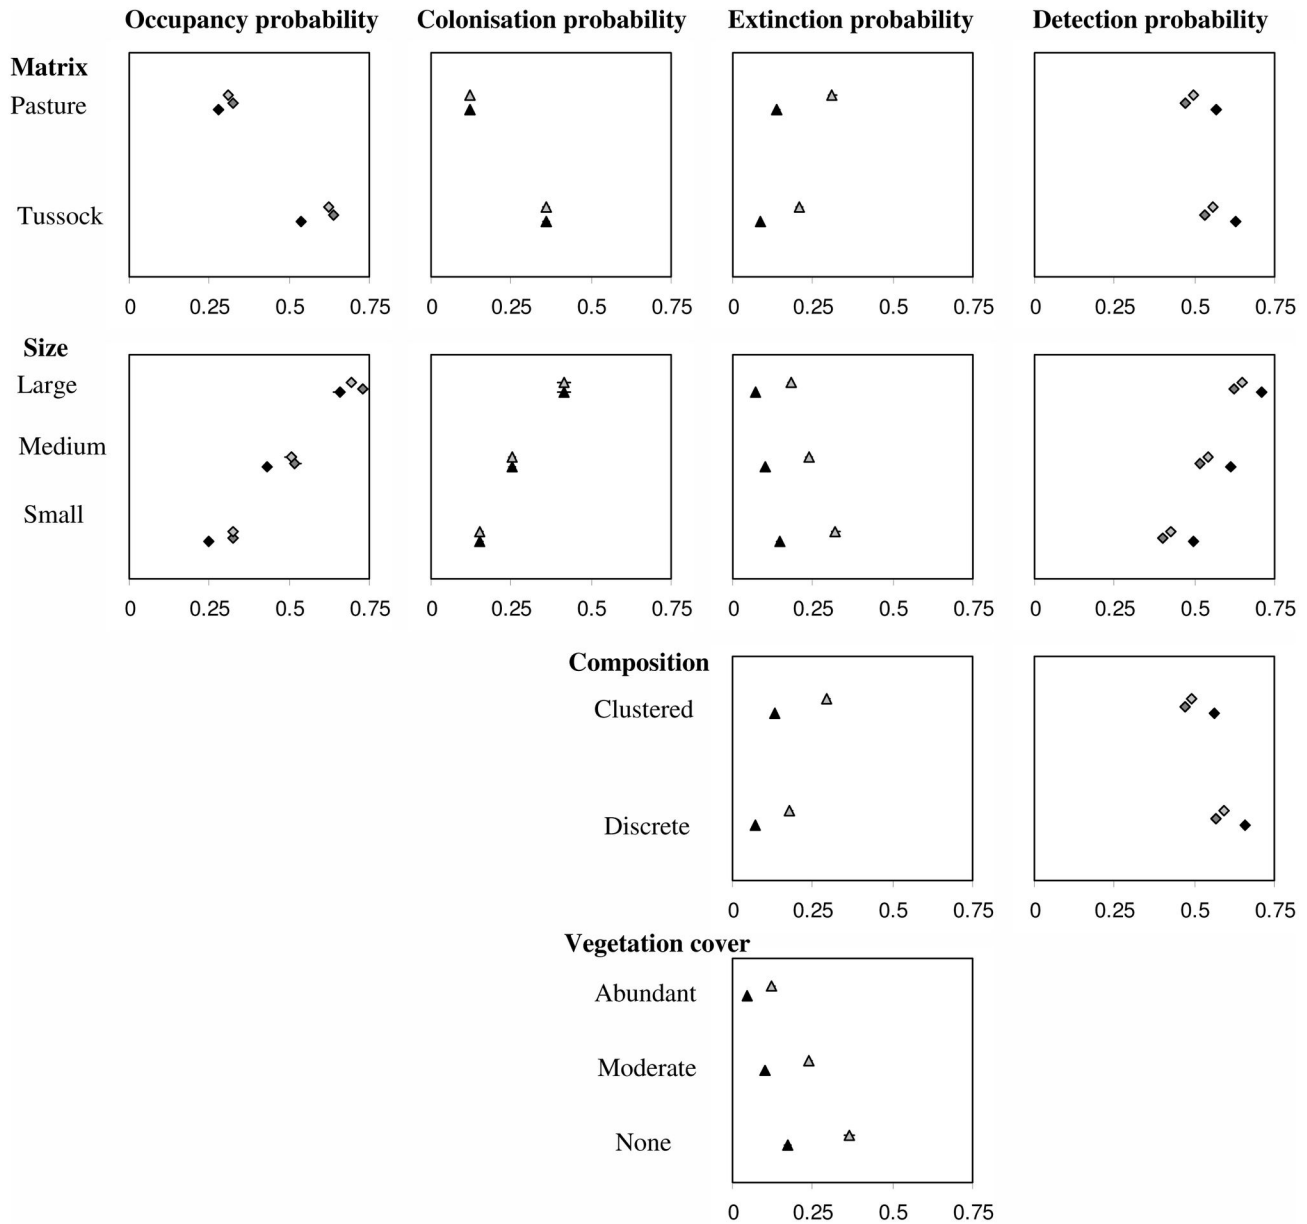 Occupancy probability Colonisation probability Extinction probability Detection probability
Matrix
Pasture
Tussock
0 0.25 0.5 0.75 0 0.25 0.5 0.75 0 0.25 0.5 0.75 0 0.25 0.5 0.75
Size
Large
Medium
Small
0 0.25 0.5 0.75 0 0.25 0.5 0.75 0 0.25 0.5 0.75 0 0.25 0.5 0.75
Composition
Clustered
Discrete
0 0.25 0.5 0.75 0 0.25 0.5 0.75
Vegetation cover
Abundant
Moderate
None
0 0.25 0.5 0.75